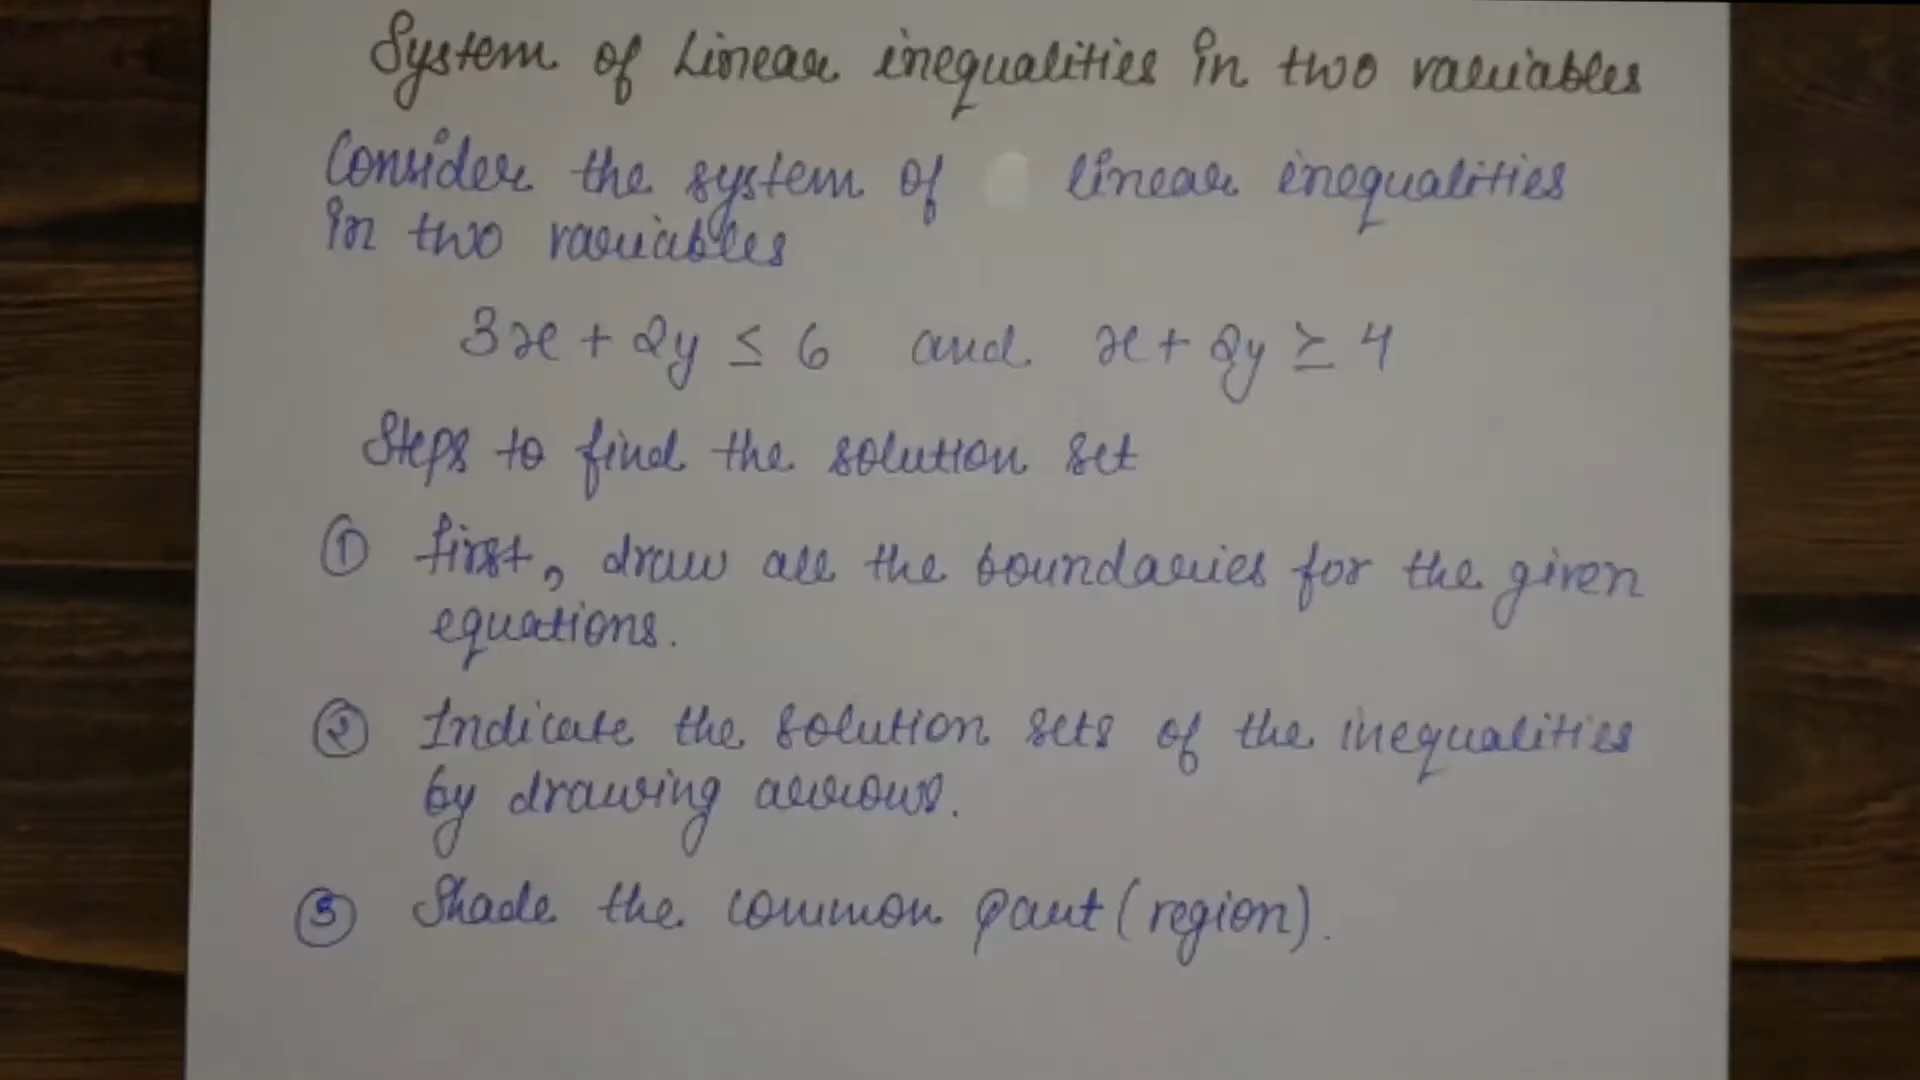 System of Linear inequalities in two variables
Consider the system of linear inequalities
in two variables
3x + 2y ≤ 6 and x + 2y ≥ 4
Steps to find the solution set
① first, draw all the boundaries for the given
equations.
② Indicate the solution sets of the inequalities
by drawing arrows.
③ Shade the common part (region).